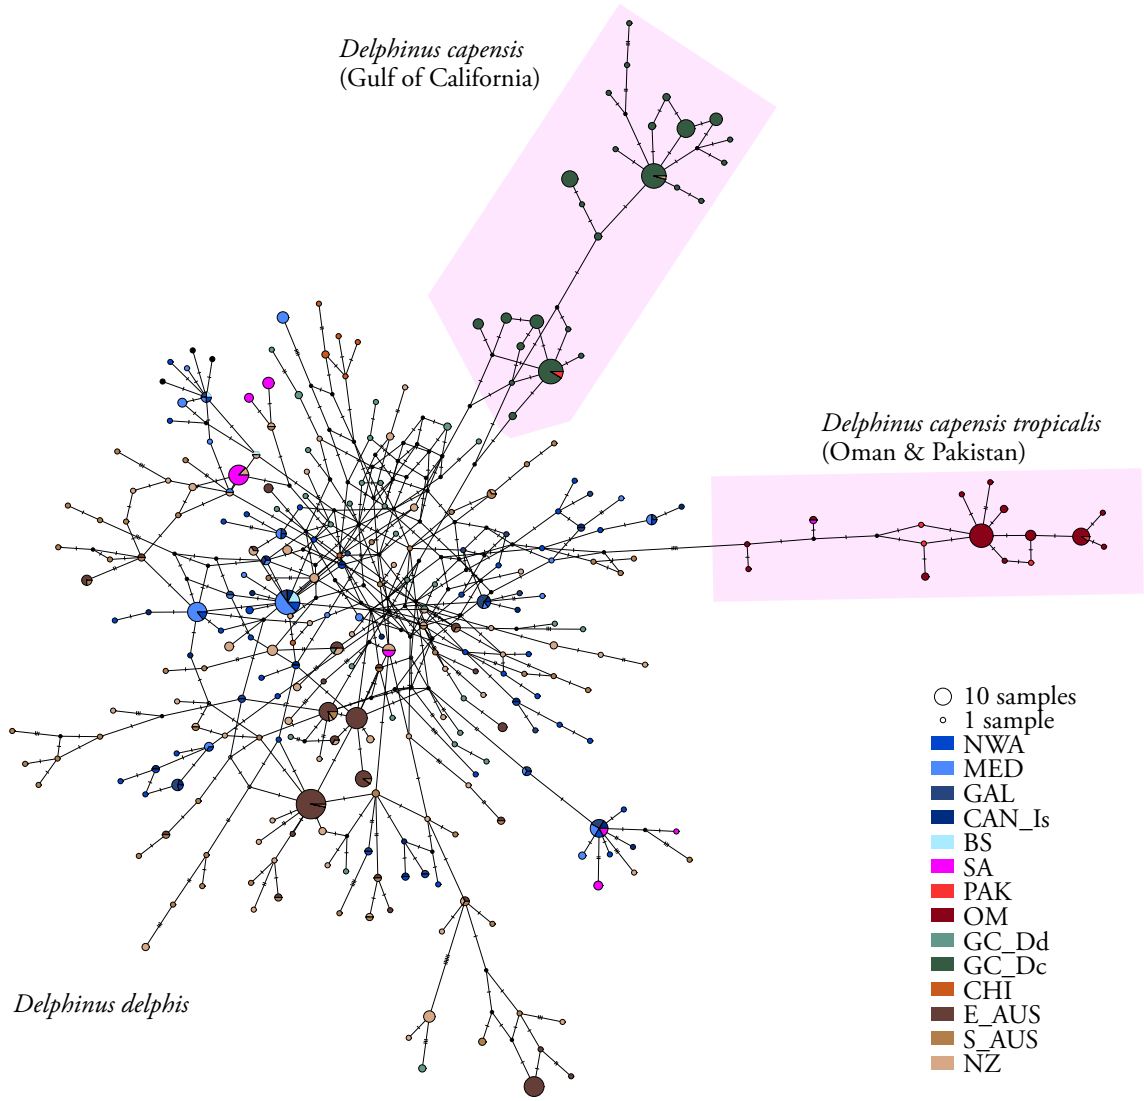 Delphinus capensis
(Gulf of California)
Delphinus capensis tropicalis
(Oman & Pakistan)
10 samples
1 sample
NWA
MED
GAL
CAN_Is
BS
SA
PAK
OM
GC_Dd
GC_Dc
CHI
E_AUS
S_AUS
NZ
Delphinus delphis